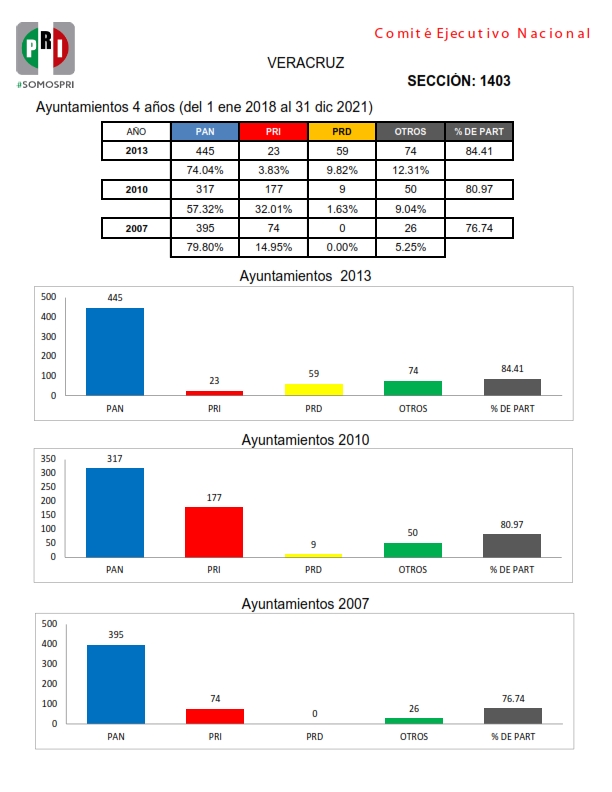 Comité Ejecutivo Nacional
PRI
#SOMOSPRI
VERACRUZ
SECCIÓN: 1403
Ayuntamientos 4 años (del 1 ene 2018 al 31 dic 2021)
AÑO PAN PRI PRD OTROS % DE PART
2013 445 23 59 74 84.41
74.04% 3.83% 9.82% 12.31%
2010 317 177 9 50 80.97
57.32% 32.01% 1.63% 9.04%
2007 395 74 0 26 76.74
79.80% 14.95% 0.00% 5.25%
Ayuntamientos 2013
500
400
300
200
100
0
445 23 59 74 84.41
PAN PRI PRD OTROS % DE PART
Ayuntamientos 2010
350
300
250
200
150
100
50
0
317 177 9 50 80.97
PAN PRI PRD OTROS % DE PART
Ayuntamientos 2007
500
400
300
200
100
0
395 74 0 26 76.74
PAN PRI PRD OTROS % DE PART